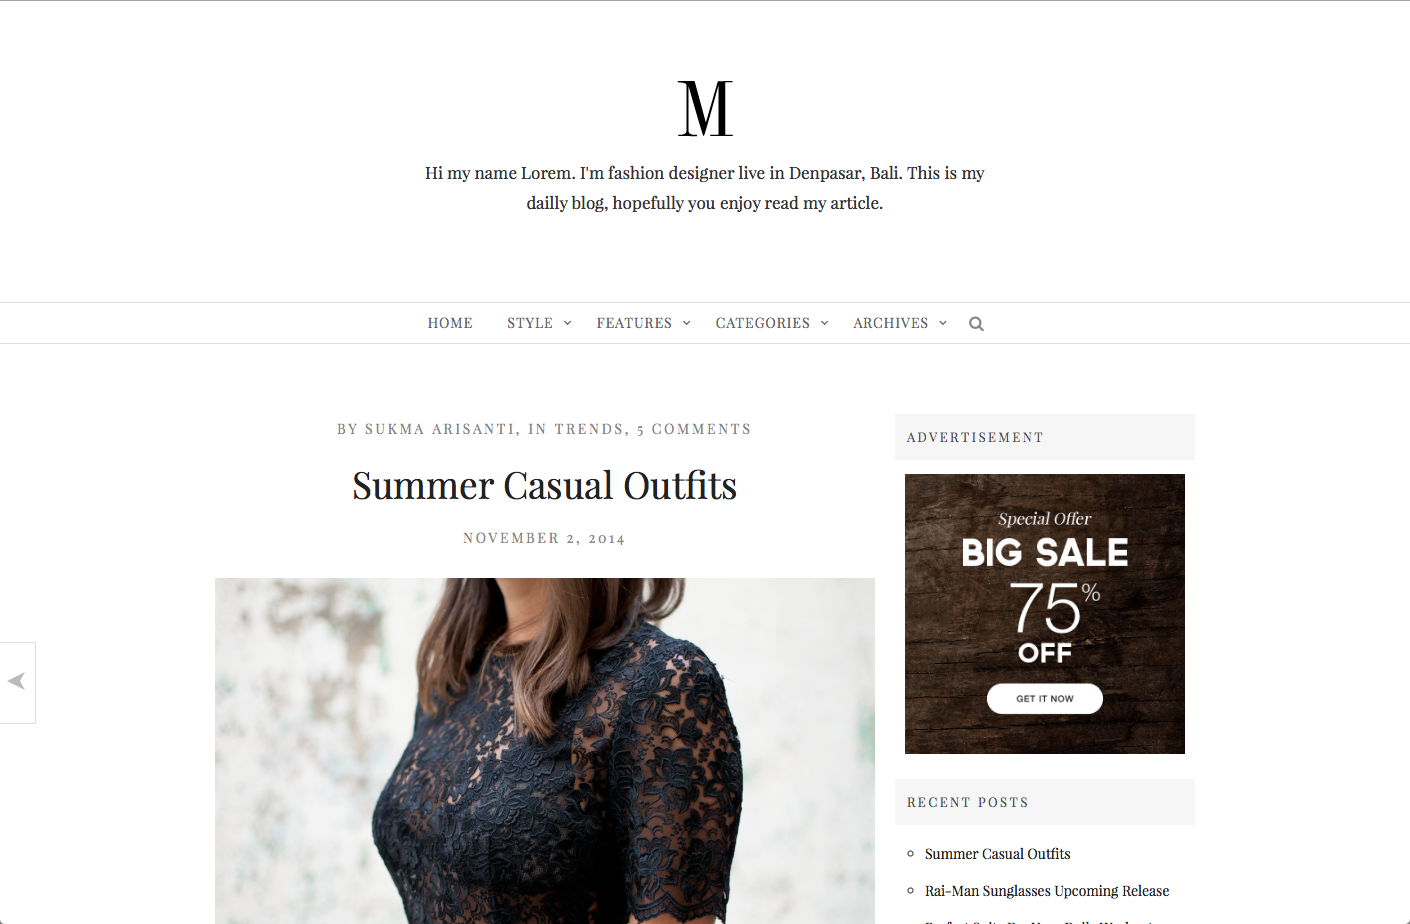 M
Hi my name Lorem. I'm fashion designer live in Denpasar, Bali. This is my
dailly blog, hopefully you enjoy read my article.
HOME STYLE FEATURES CATEGORIES ARCHIVES
BY SUKMA ARISANTI, IN TRENDS, 5 COMMENTS
Summer Casual Outfits
NOVEMBER 2, 2014
ADVERTISEMENT
Special Offer
BIG SALE
75%
OFF
GET IT NOW
RECENT POSTS
Summer Casual Outfits
Rai-Man Sunglasses Upcoming Release